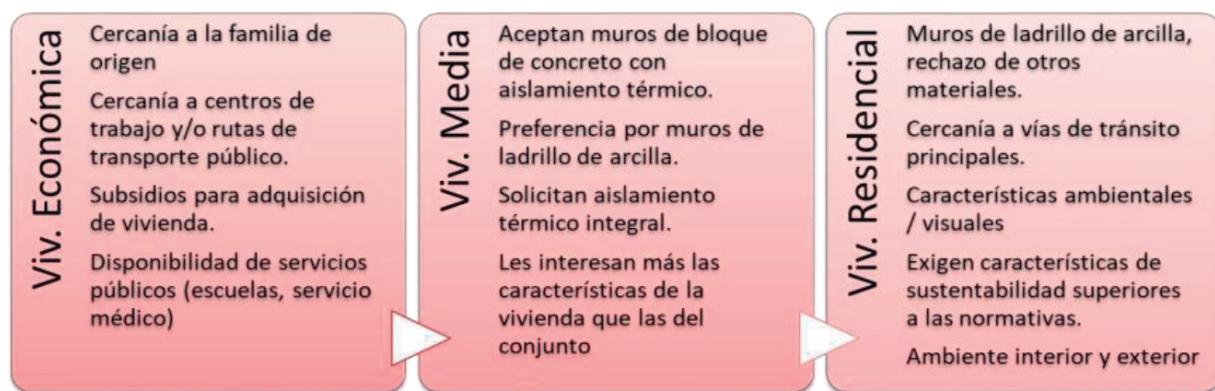 Viv. Económica
Cercanía a la familia de
origen
Cercanía a centros de
trabajo y/o rutas de
transporte público.
Subsidios para adquisición
de vivienda.
Disponibilidad de servicios
públicos (escuelas, servicio
médico)
Viv. Media
Aceptan muros de bloque
de concreto con
aislamiento térmico.
Preferencia por muros de
ladrillo de arcilla.
Solicitan aislamiento
térmico integral.
Les interesan más las
características de la
vivienda que las del
conjunto
Viv. Residencial
Muros de ladrillo de arcilla,
rechazo de otros
materiales.
Cercanía a vías de tránsito
principales.
Características ambientales
/ visuales
Exigen características de
sustentabilidad superiores
a las normativas.
Ambiente interior y exterior